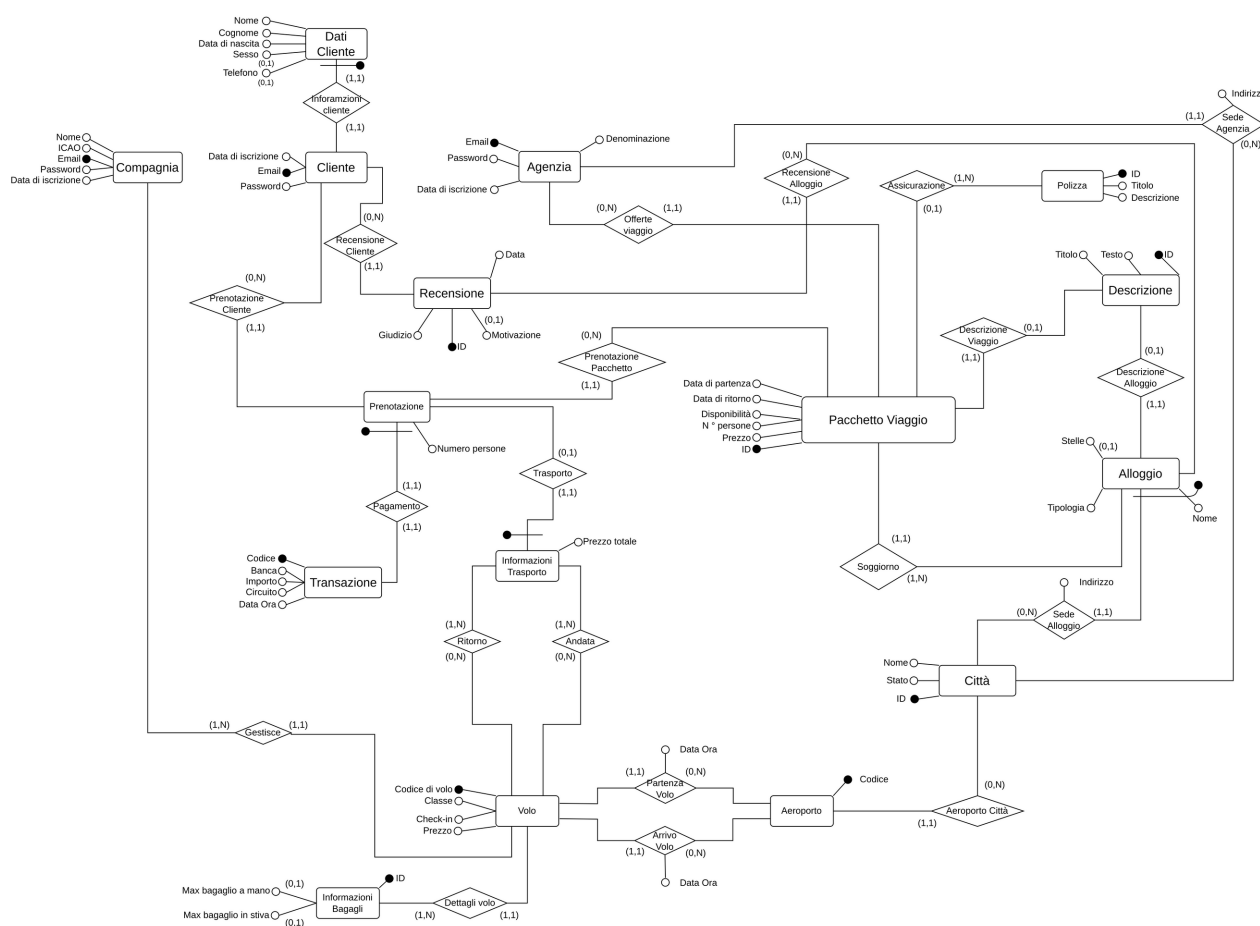 Nome
Cognome
Data di nascita
Sesso
(0,1)
Telefono
(0,1)
Dati
Cliente
(1,1)
Inforamzioni
cliente
(1,1)
Nome
ICAO
Email
Password
Data di iscrizione
Compagnia
Data di iscrizione
Email
Password
Cliente
(0,N)
Recensione
Cliente
(1,1)
Email
Password
Data di iscrizione
Agenzia
Denominazione
(0,N)
Offerte
viaggio
(1,1)
(0,N)
Recensione
Alloggio
(1,1)
Assicurazione
(1,N)
(0,1)
Polizza
ID
Titolo
Descrizione
(1,1)
Sede
Agenzia
(0,N)
(0,N)
Prenotazione
Cliente
(1,1)
Recensione
Data
Giudizio
ID
(0,1)
Motivazione
Titolo
Testo
ID
Descrizione
Descrizione
Viaggio
(0,1)
(1,1)
(0,1)
Descrizione
Alloggio
(1,1)
(0,N)
Prenotazione
Pacchetto
(1,1)
Data di partenza
Data di ritorno
Disponibilità
N ° persone
Prezzo
ID
Pacchetto Viaggio
Prenotazione
Numero persone
(0,1)
Trasporto
(1,1)
(1,1)
Pagamento
(1,1)
Stelle
(0,1)
Alloggio
Tipologia
Nome
(1,1)
Soggiorno
(1,N)
Codice
Banca
Importo
Circuito
Data Ora
Transazione
Informazioni
Trasporto
Prezzo totale
Indirizzo
(0,N)
Sede
Alloggio
(1,1)
(1,N)
Ritorno
(0,N)
(1,N)
Andata
(0,N)
Nome
Stato
ID
Città
(1,N)
Gestisce
(1,1)
Data Ora
(1,1)
Partenza
Volo
(0,N)
Codice di volo
Classe
Check-in
Prezzo
Volo
Codice
Aeroporto
(0,N)
Aeroporto Città
(1,1)
(1,1)
Arrivo
Volo
(0,N)
Data Ora
Max bagaglio a mano
(0,1)
Max bagaglio in stiva
(0,1)
ID
Informazioni
Bagagli
(1,N)
Dettagli volo
(1,1)